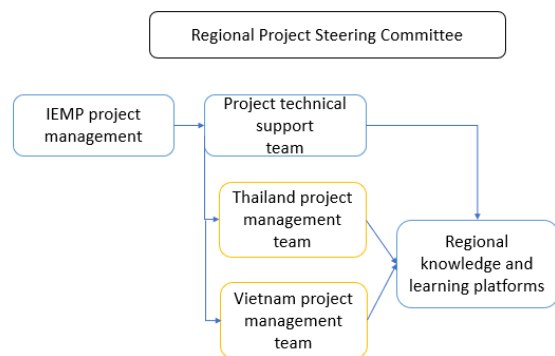 Regional Project Steering Committee
IEMP project
management
Project technical
support
team
Thailand project
management
team
Vietnam project
management team
Regional
knowledge and
learning platforms